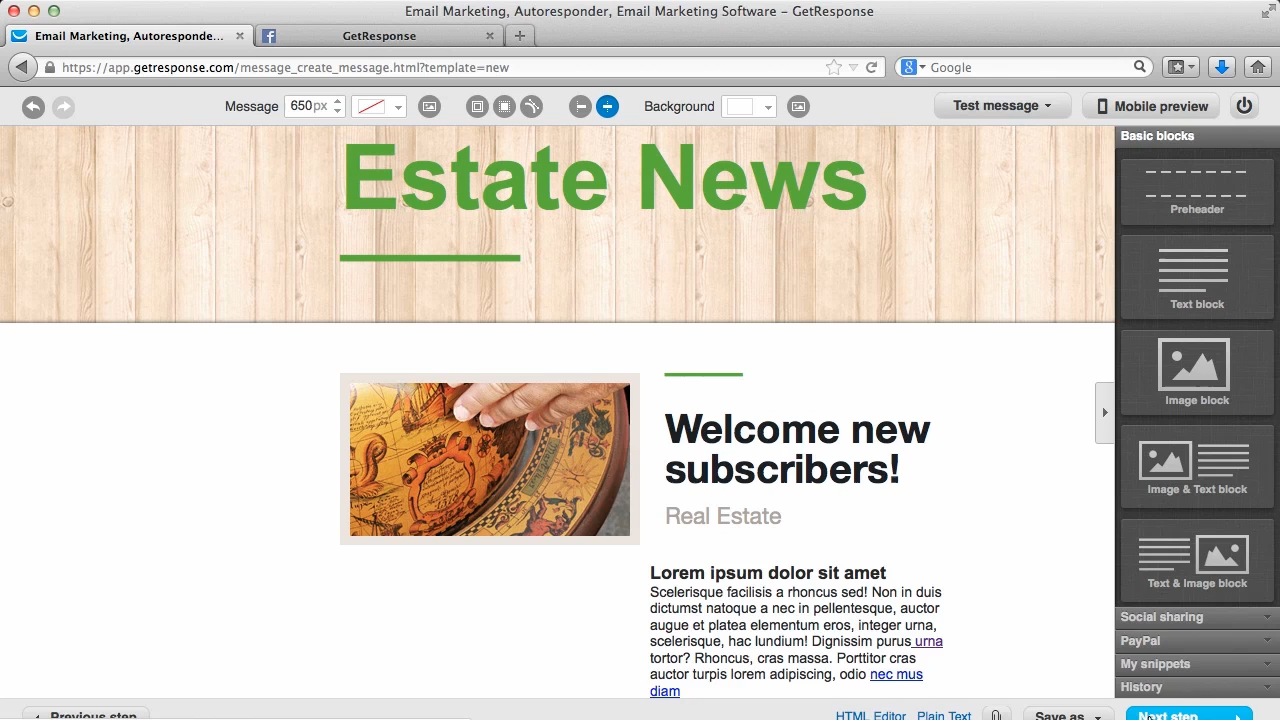 Email Marketing, Autoresponder, Email Marketing Software – GetResponse
Email Marketing, Autoresponde...
GetResponse
https://app.getresponse.com/message_create_message.html?template=new
Google
Message 650px
Background
Test message
Mobile preview
Basic blocks
Estate News
Preheader
Text block
Image block
Image & Text block
Text & Image block
Welcome new
subscribers!
Real Estate
Lorem ipsum dolor sit amet
Scelerisque facilisis a rhoncus sed! Non in duis
dictumst natoque a nec in pellentesque, auctor
augue et platea elementum eros, integer urna,
scelerisque, hac lundium! Dignissim purus urna
tortor? Rhoncus, cras massa. Porttitor cras
auctor turpis lorem adipiscing, odio nec mus
diam
Social sharing
PayPal
My snippets
History
Previous step
HTML Editor
Plain Text
Save as
Next step